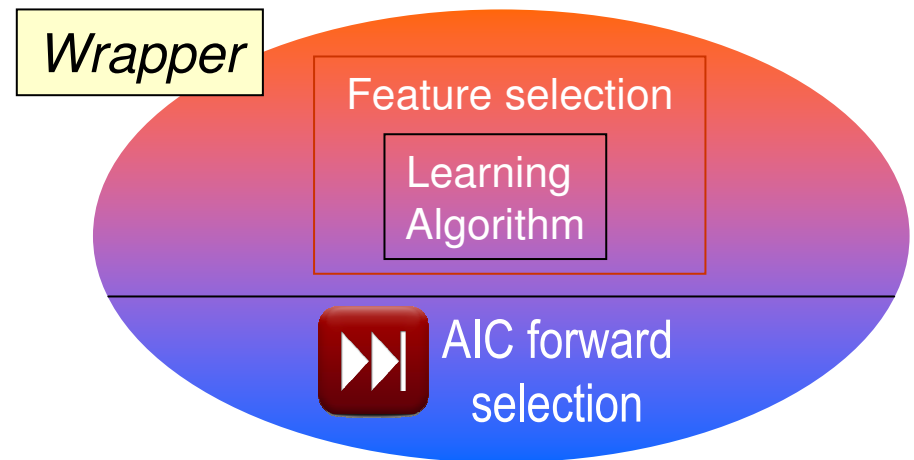 Wrapper
Feature selection
Learning
Algorithm
AIC forward
selection